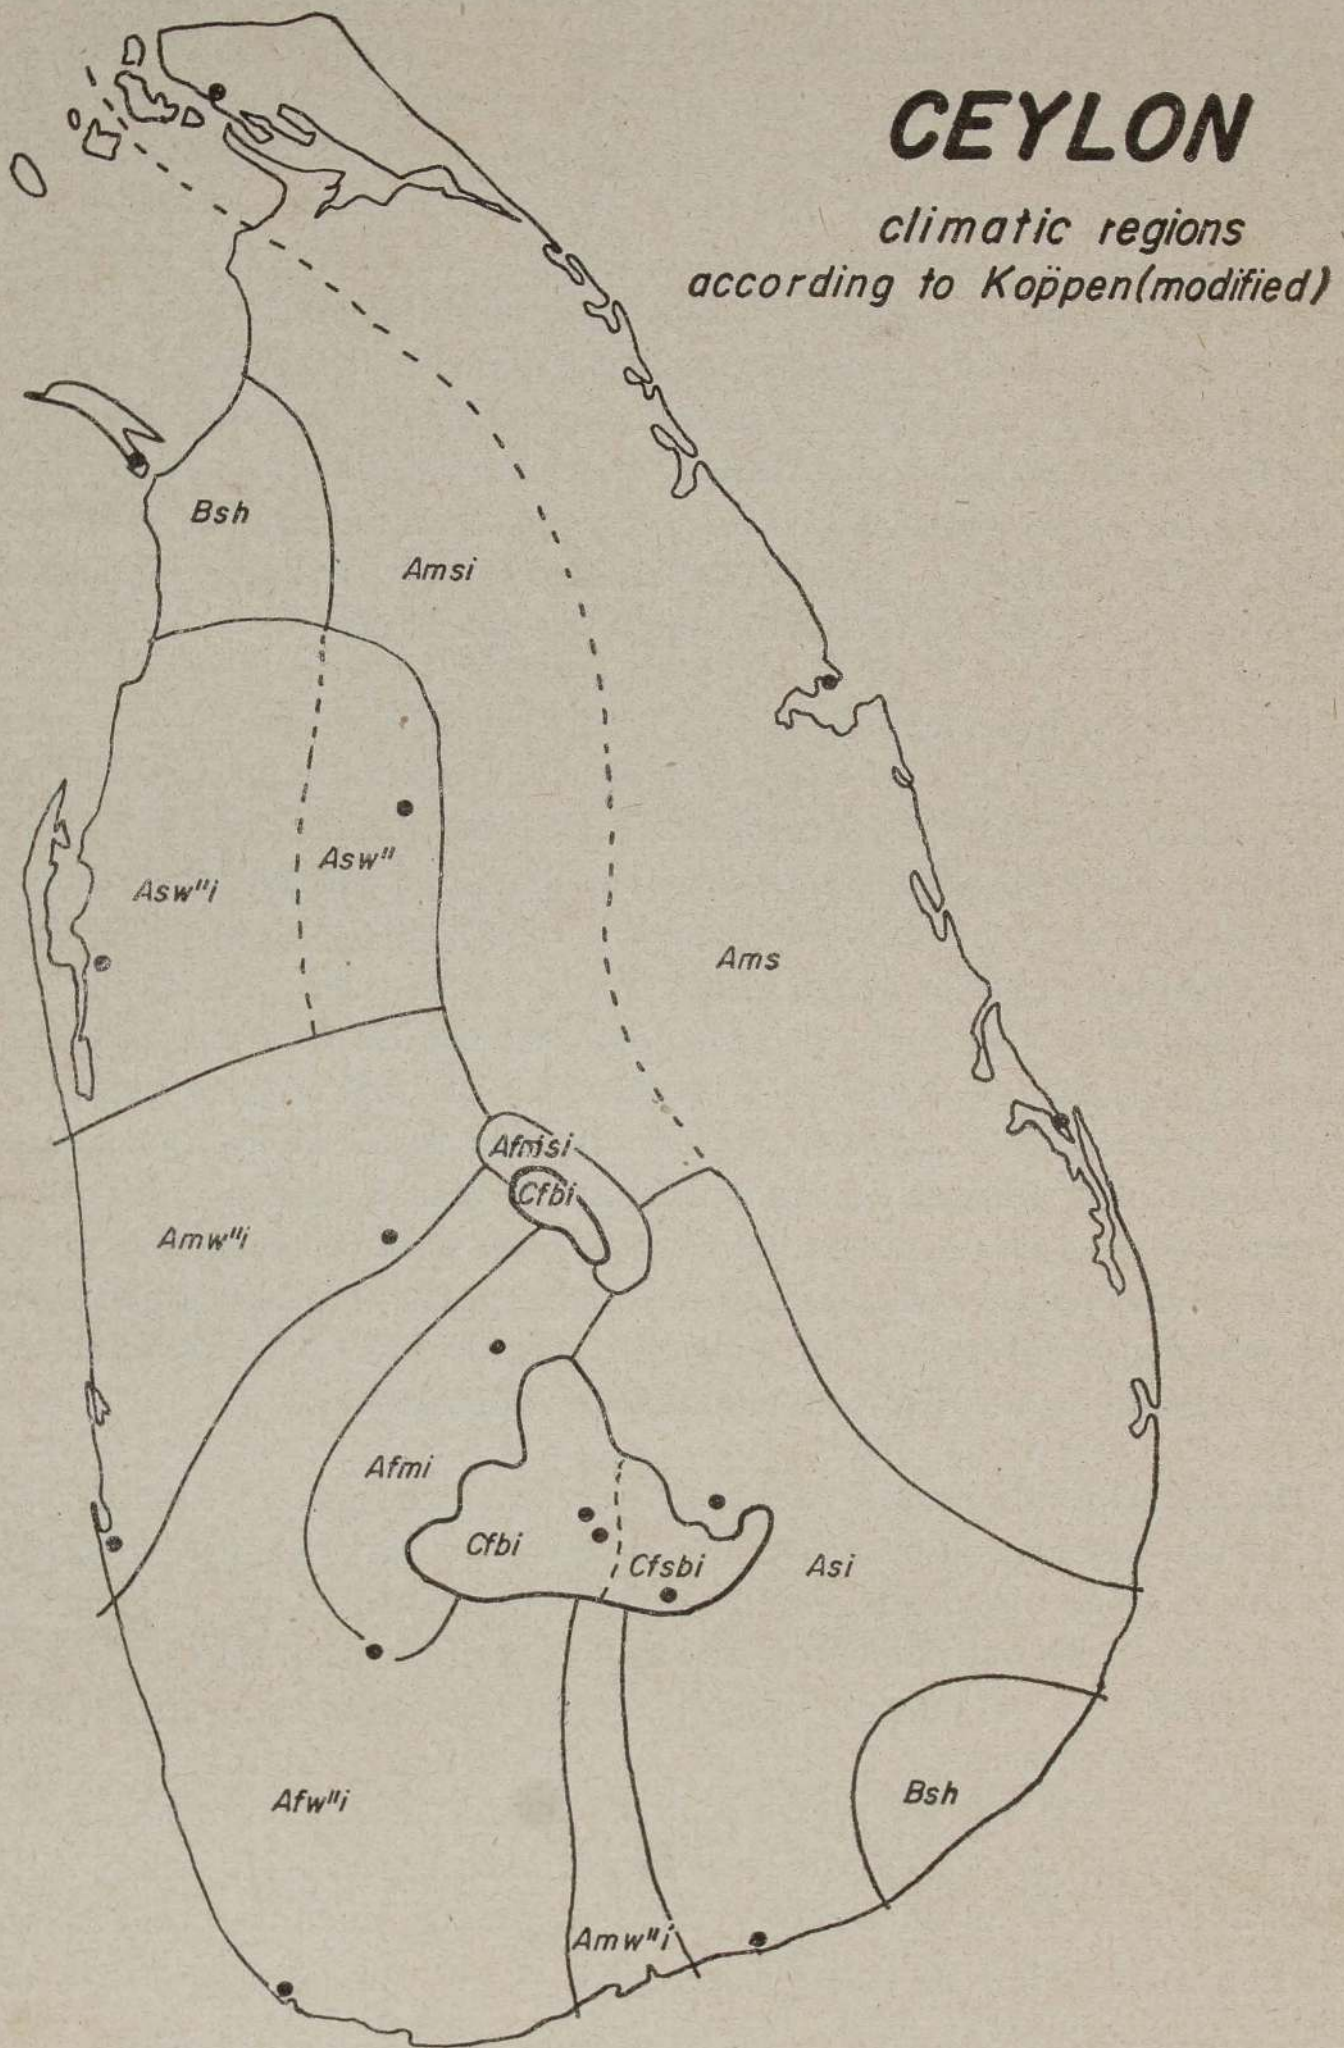 CEYLON
climatic regions
according to Koppen(modified)
Bsh
Amsi
Asw"
Asw"i
Ams
Afmsi
Cfbi
Amw"i
Afmi
Cfbi
Cfsbi
Asi
Afw"i
Bsh
Amw"i